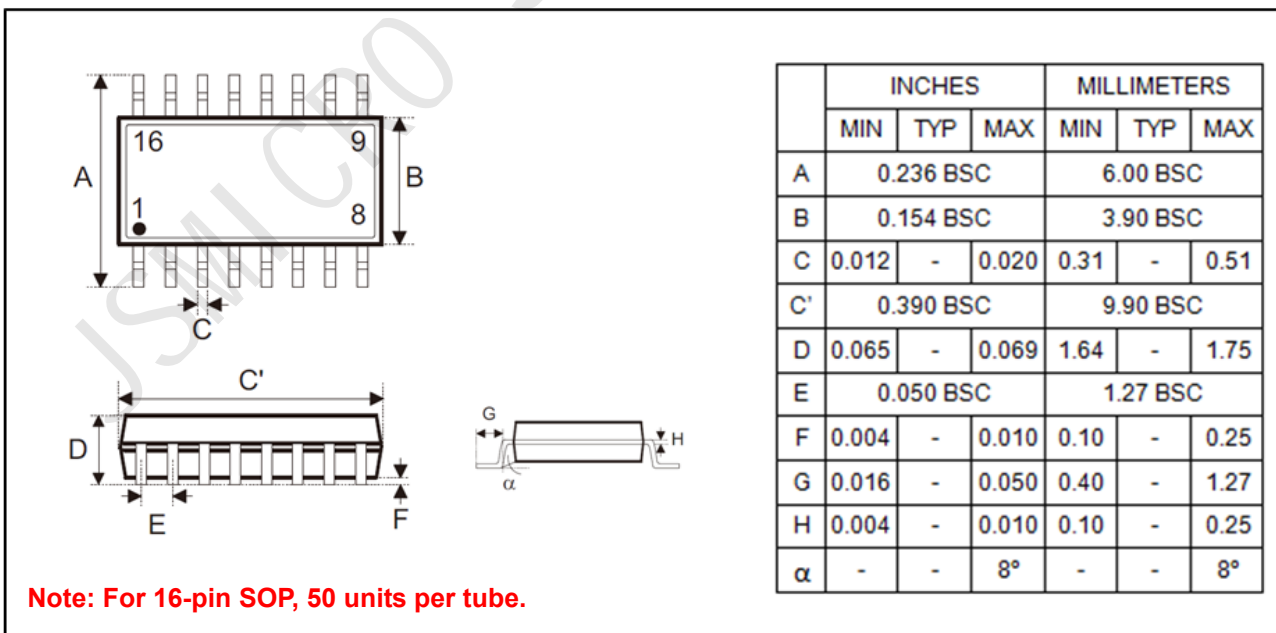 JSMICRO
16 9
1 8
A
B
C
C'
D
E
F
G
H
α
Note: For 16-pin SOP, 50 units per tube.
INCHES MILLIMETERS
MIN TYP MAX MIN TYP MAX
A 0.236 BSC 6.00 BSC
B 0.154 BSC 3.90 BSC
C 0.012 - 0.020 0.31 - 0.51
C' 0.390 BSC 9.90 BSC
D 0.065 - 0.069 1.64 - 1.75
E 0.050 BSC 1.27 BSC
F 0.004 - 0.010 0.10 - 0.25
G 0.016 - 0.050 0.40 - 1.27
H 0.004 - 0.010 0.10 - 0.25
α - - 8° - - 8°